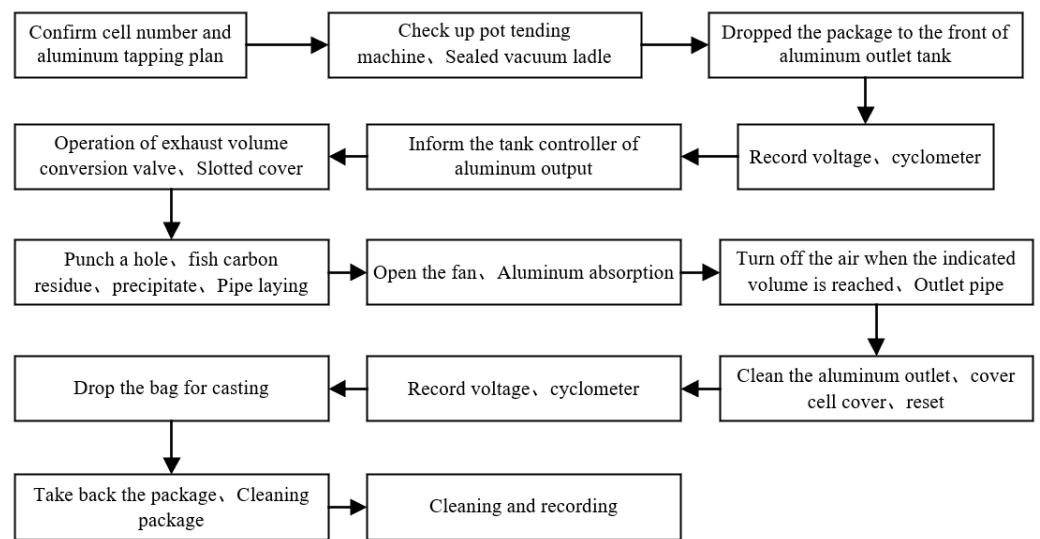 Confirm cell number and
aluminum tapping plan
Check up pot tending
machine、Sealed vacuum ladle
Dropped the package to the front of
aluminum outlet tank
Record voltage、cyclometer
Inform the tank controller of
aluminum output
Operation of exhaust volume
conversion valve、Slotted cover
Punch a hole、fish carbon
residue、precipitate、Pipe laying
Open the fan、Aluminum absorption
Turn off the air when the indicated
volume is reached、Outlet pipe
Clean the aluminum outlet、cover
cell cover、reset
Record voltage、cyclometer
Drop the bag for casting
Take back the package、Cleaning
package
Cleaning and recording